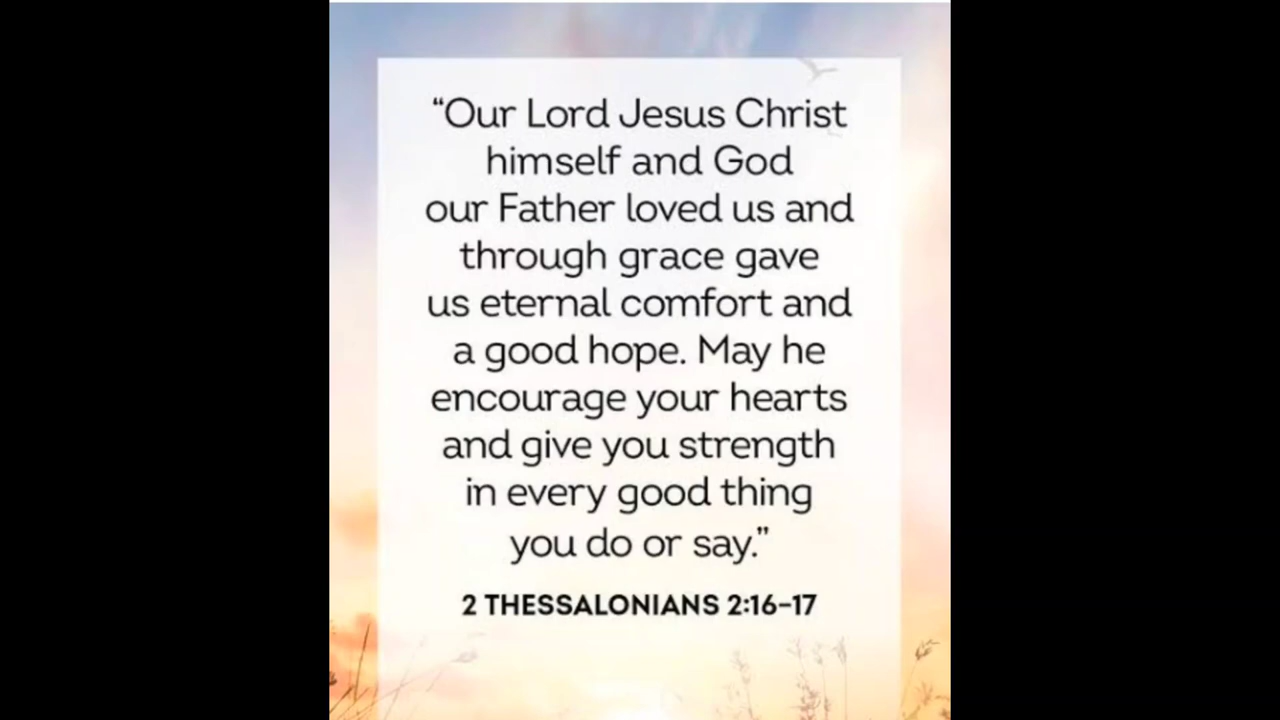 “Our Lord Jesus Christ
himself and God
our Father loved us and
through grace gave
us eternal comfort and
a good hope. May he
encourage your hearts
and give you strength
in every good thing
you do or say.”
2 THESSALONIANS 2:16–17